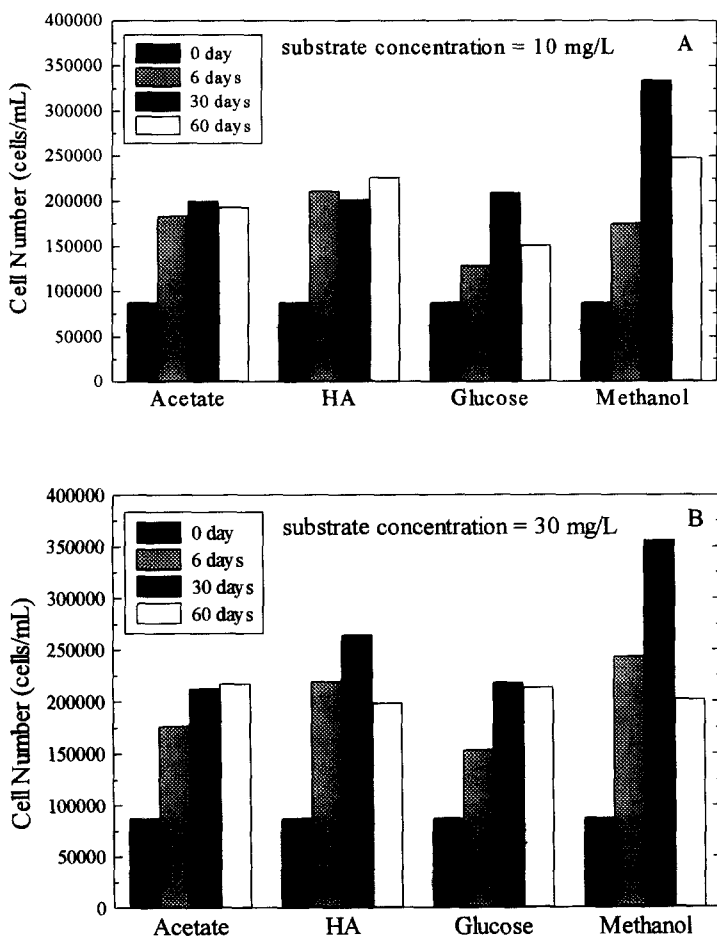 A
substrate concentration = 10 mg/L
0 day
6 days
30 days
60 days
Cell Number (cells/mL)
400000
350000
300000
250000
200000
150000
100000
50000
0
Acetate HA Glucose Methanol
B
substrate concentration = 30 mg/L
0 day
6 days
30 days
60 days
Cell Number (cells/mL)
400000
350000
300000
250000
200000
150000
100000
50000
0
Acetate HA Glucose Methanol